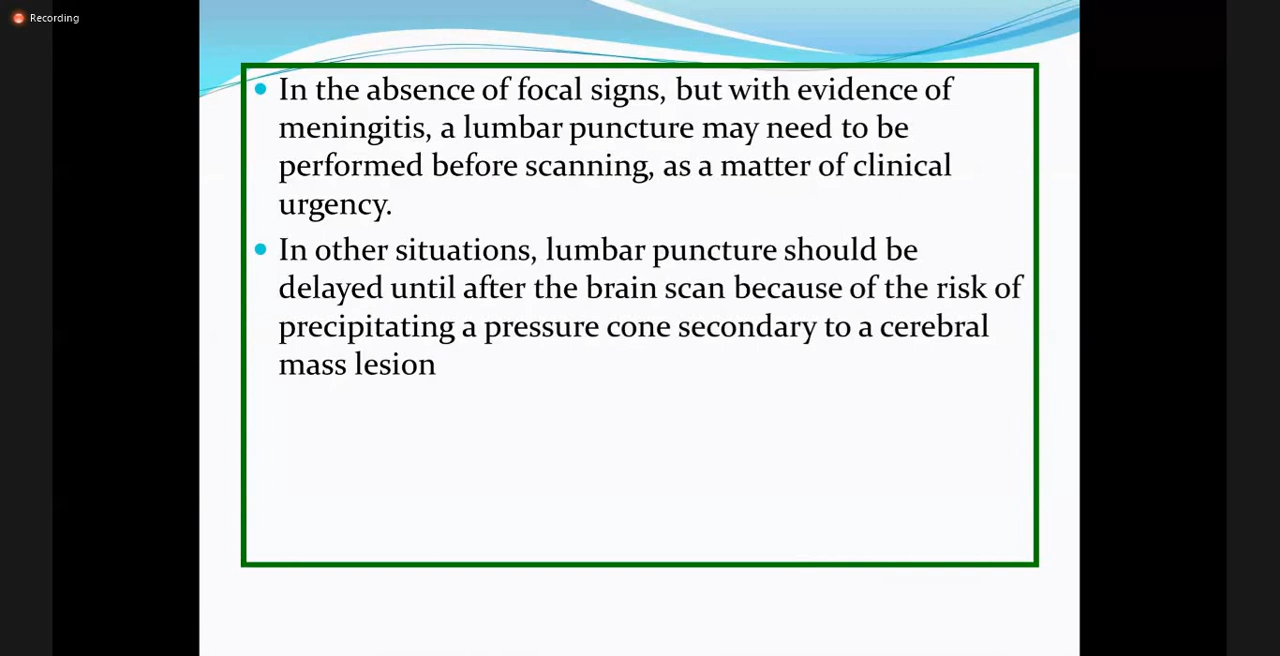 Recording
In the absence of focal signs, but with evidence of
meningitis, a lumbar puncture may need to be
performed before scanning, as a matter of clinical
urgency.
In other situations, lumbar puncture should be
delayed until after the brain scan because of the risk of
precipitating a pressure cone secondary to a cerebral
mass lesion